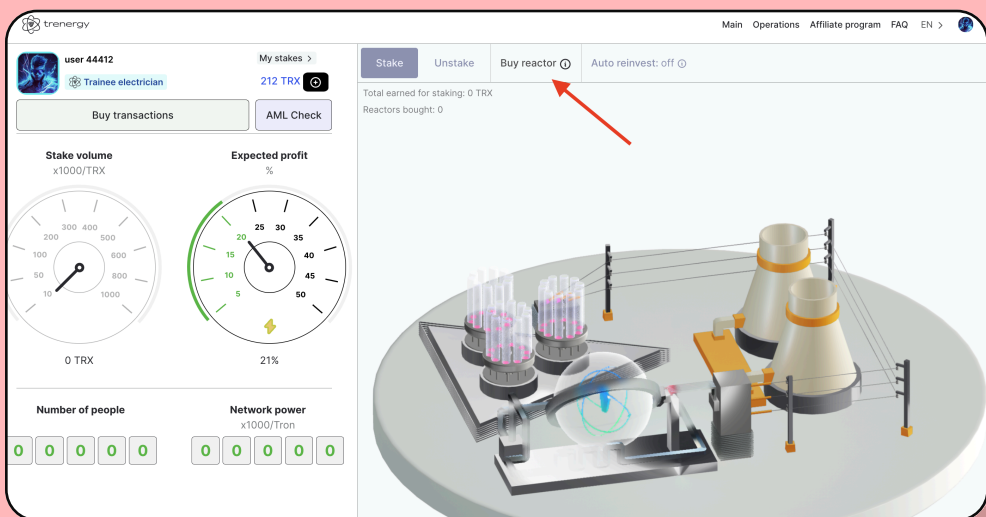 trenergy
Main Operations Affiliate program FAQ EN >
user 44412
My stakes >
Trainee electrician
212 TRX
Buy transactions
AML Check
Stake Unstake Buy reactor Auto reinvest: off
Total earned for staking: 0 TRX
Reactors bought: 0
Stake volume
x1000/TRX
10
50
100
200
300
400
500
600
800
1000
0 TRX
Expected profit
%
5
10
15
20
25
30
35
40
45
50
21%
Number of people
0 0 0 0 0
Network power
x1000/Tron
0 0 0 0 0